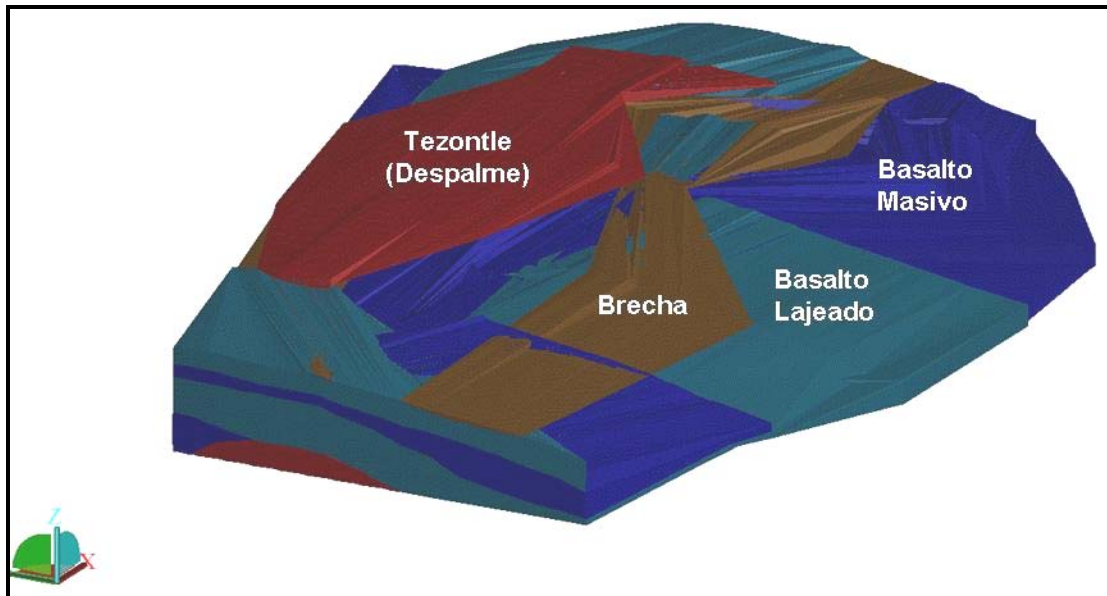 Tezontle
(Despalme)
Basalto
Masivo
Basalto
Lajeado
Brecha
Z
X